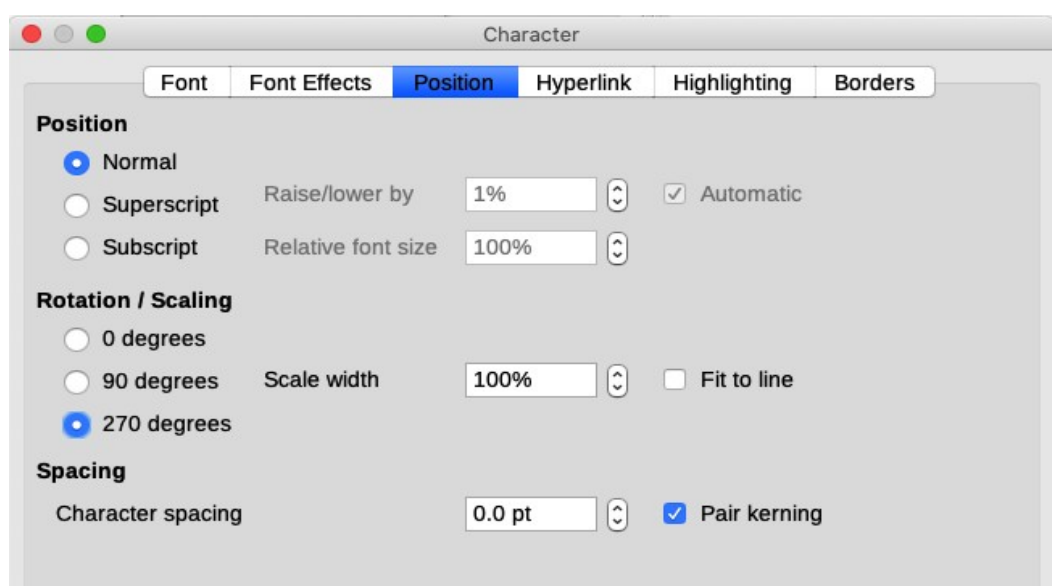 Character
Font Font Effects Position Hyperlink Highlighting Borders
Position
Normal
Superscript Raise/lower by 1% Automatic
Subscript Relative font size 100%
Rotation / Scaling
0 degrees
90 degrees Scale width 100% Fit to line
270 degrees
Spacing
Character spacing 0.0 pt Pair kerning